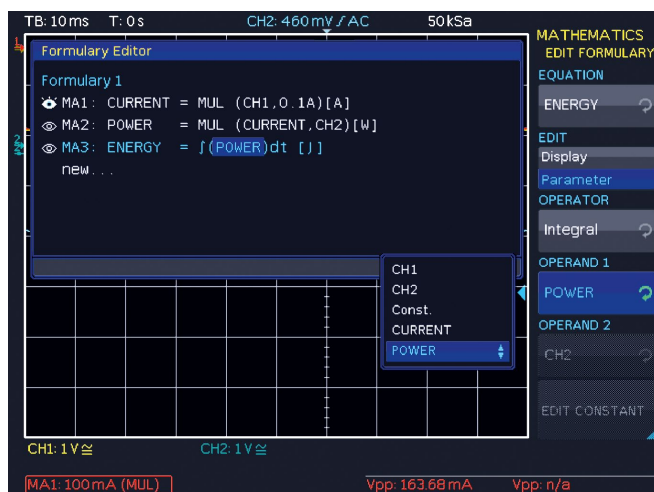 TB: 10 ms T: 0 s CH2: 460 mV / AC 50 kSa
MATHEMATICS
EDIT FORMULARY
Formulary Editor
Formulary 1
MA1: CURRENT = MUL (CH1,0.1A)[A]
MA2: POWER = MUL (CURRENT,CH2)[W]
MA3: ENERGY = ∫(POWER)dt [J]
new...
CH1
CH2
Const.
CURRENT
POWER
EQUATION
ENERGY
EDIT
Display
Parameter
OPERATOR
Integral
OPERAND 1
POWER
OPERAND 2
CH2
EDIT CONSTANT
1
2
CH1: 1 V ≅ CH2: 1 V ≅
MA1: 100 mA (MUL) Vpp: 163.68 mA Vpp: n/a